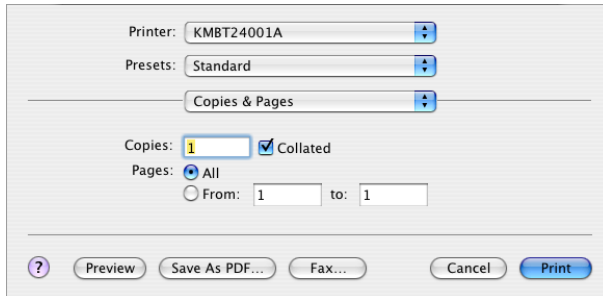 Printer: KMBT24001A
Presets: Standard
Copies & Pages
Copies: 1 Collated
Pages: All
From: 1 to: 1
? Preview Save As PDF... Fax... Cancel Print